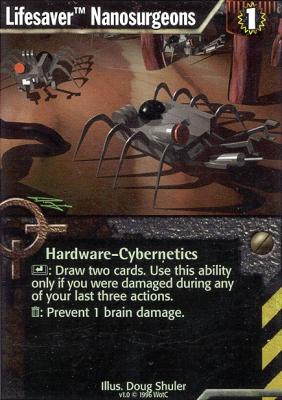 Lifesaver™ Nanosurgeons
1
Hardware-Cybernetics
: Draw two cards. Use this ability
only if you were damaged during any
of your last three actions.
: Prevent 1 brain damage.
Illus. Doug Shuler
v1.0 © 1996 WotC